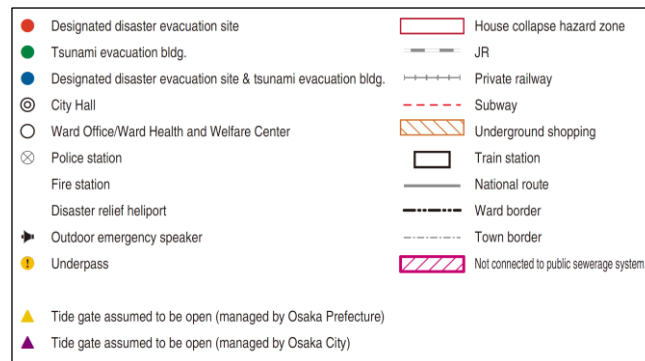 Designated disaster evacuation site
Tsunami evacuation bldg.
Designated disaster evacuation site & tsunami evacuation bldg.
City Hall
Ward Office/Ward Health and Welfare Center
Police station
Fire station
Disaster relief heliport
Outdoor emergency speaker
Underpass
Tide gate assumed to be open (managed by Osaka Prefecture)
Tide gate assumed to be open (managed by Osaka City)
House collapse hazard zone
JR
Private railway
Subway
Underground shopping
Train station
National route
Ward border
Town border
Not connected to public sewerage system